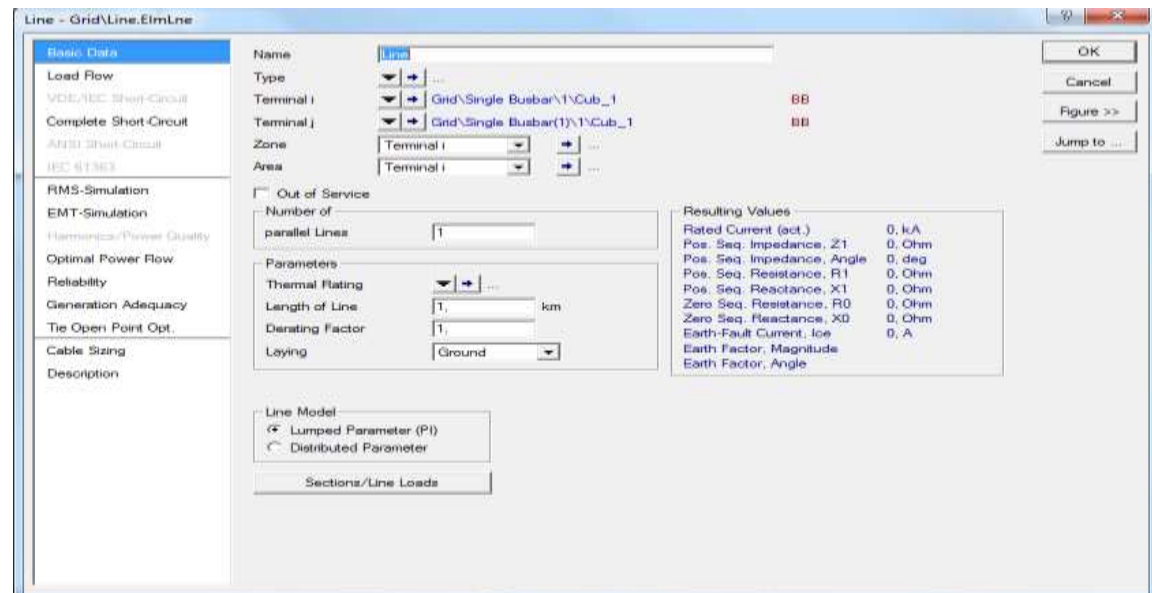 Line - Grid\Line.ElmLne
Basic Data
Load Flow
VDE/IEC Short-Circuit
Complete Short-Circuit
ANSI Short-Circuit
IEC 61363
RMS-Simulation
EMT-Simulation
Harmonics/Power Quality
Optimal Power Flow
Reliability
Generation Adequacy
Tie Open Point Opt.
Cable Sizing
Description
Name Line
Type ...
Terminal i Grid\Single Busbar\1\Cub_1 BB
Terminal j Grid\Single Busbar(1)\1\Cub_1 BB
Zone Terminal i ...
Area Terminal i ...
Out of Service
Number of
parallel Lines 1
Parameters
Thermal Rating ...
Length of Line 1, km
Derating Factor 1,
Laying Ground
Resulting Values
Rated Current (act.) 0, kA
Pos. Seq. Impedance, Z1 0, Ohm
Pos. Seq. Impedance, Angle 0, deg
Pos. Seq. Resistance, R1 0, Ohm
Pos. Seq. Reactance, X1 0, Ohm
Zero Seq. Resistance, R0 0, Ohm
Zero Seq. Reactance, X0 0, Ohm
Earth-Fault Current, Ice 0, A
Earth Factor, Magnitude
Earth Factor, Angle
Line Model
Lumped Parameter (PI)
Distributed Parameter
Sections/Line Loads
OK
Cancel
Figure >>
Jump to ...